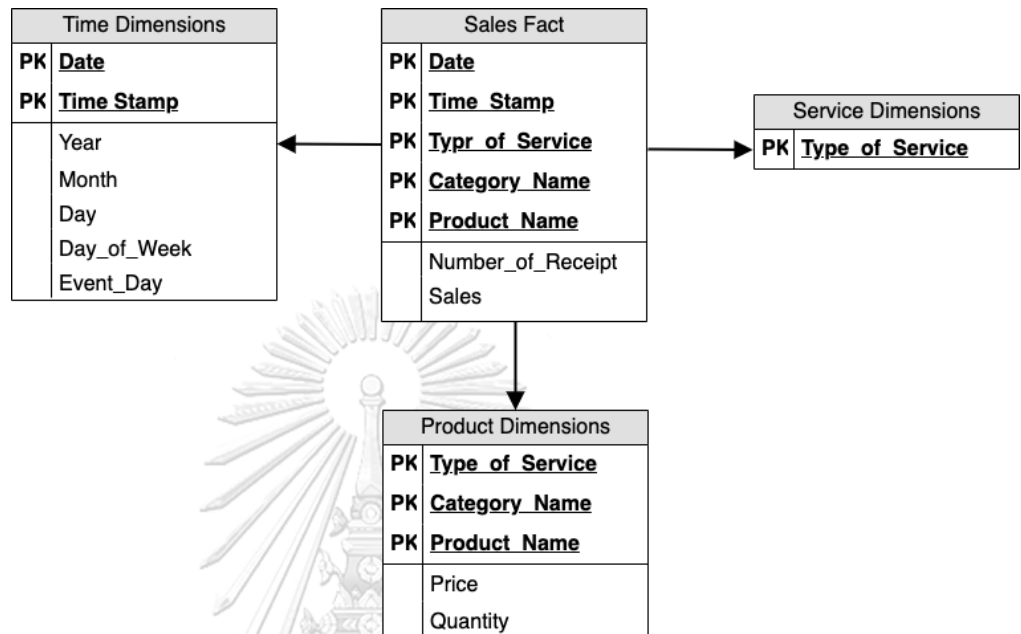 Time Dimensions
PK Date
PK Time Stamp
Year
Month
Day
Day_of_Week
Event_Day
Sales Fact
PK Date
PK Time_Stamp
PK Typr_of_Service
PK Category_Name
PK Product_Name
Number_of_Receipt
Sales
Service Dimensions
PK Type_of_Service
Product Dimensions
PK Type_of_Service
PK Category_Name
PK Product_Name
Price
Quantity